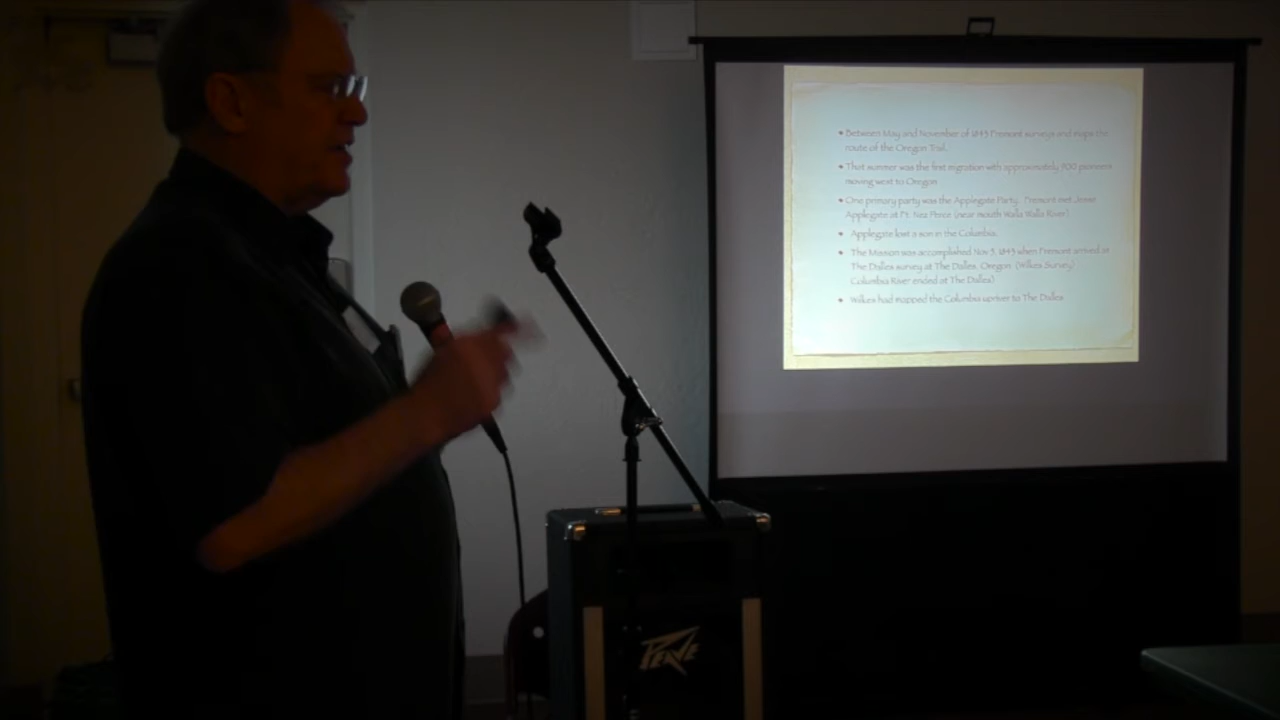 • Between May and November of 1843 Fremont surveys and maps the
route of the Oregon Trail.
• That summer was the first migration with approximately 900 pioneers
moving west to Oregon
• One primary party was the Applegate Party. Fremont met Jesse
Applegate at Ft. Nez Perce (near mouth Walla Walla River)
• Applegate lost a son in the Columbia.
• The Mission was accomplished Nov 5, 1843 when Fremont arrived at
The Dalles survey at The Dalles, Oregon. (Wilkes Survey)
Columbia River ended at The Dalles)
• Wilkes had mapped the Columbia upriver to The Dalles
PEAVE